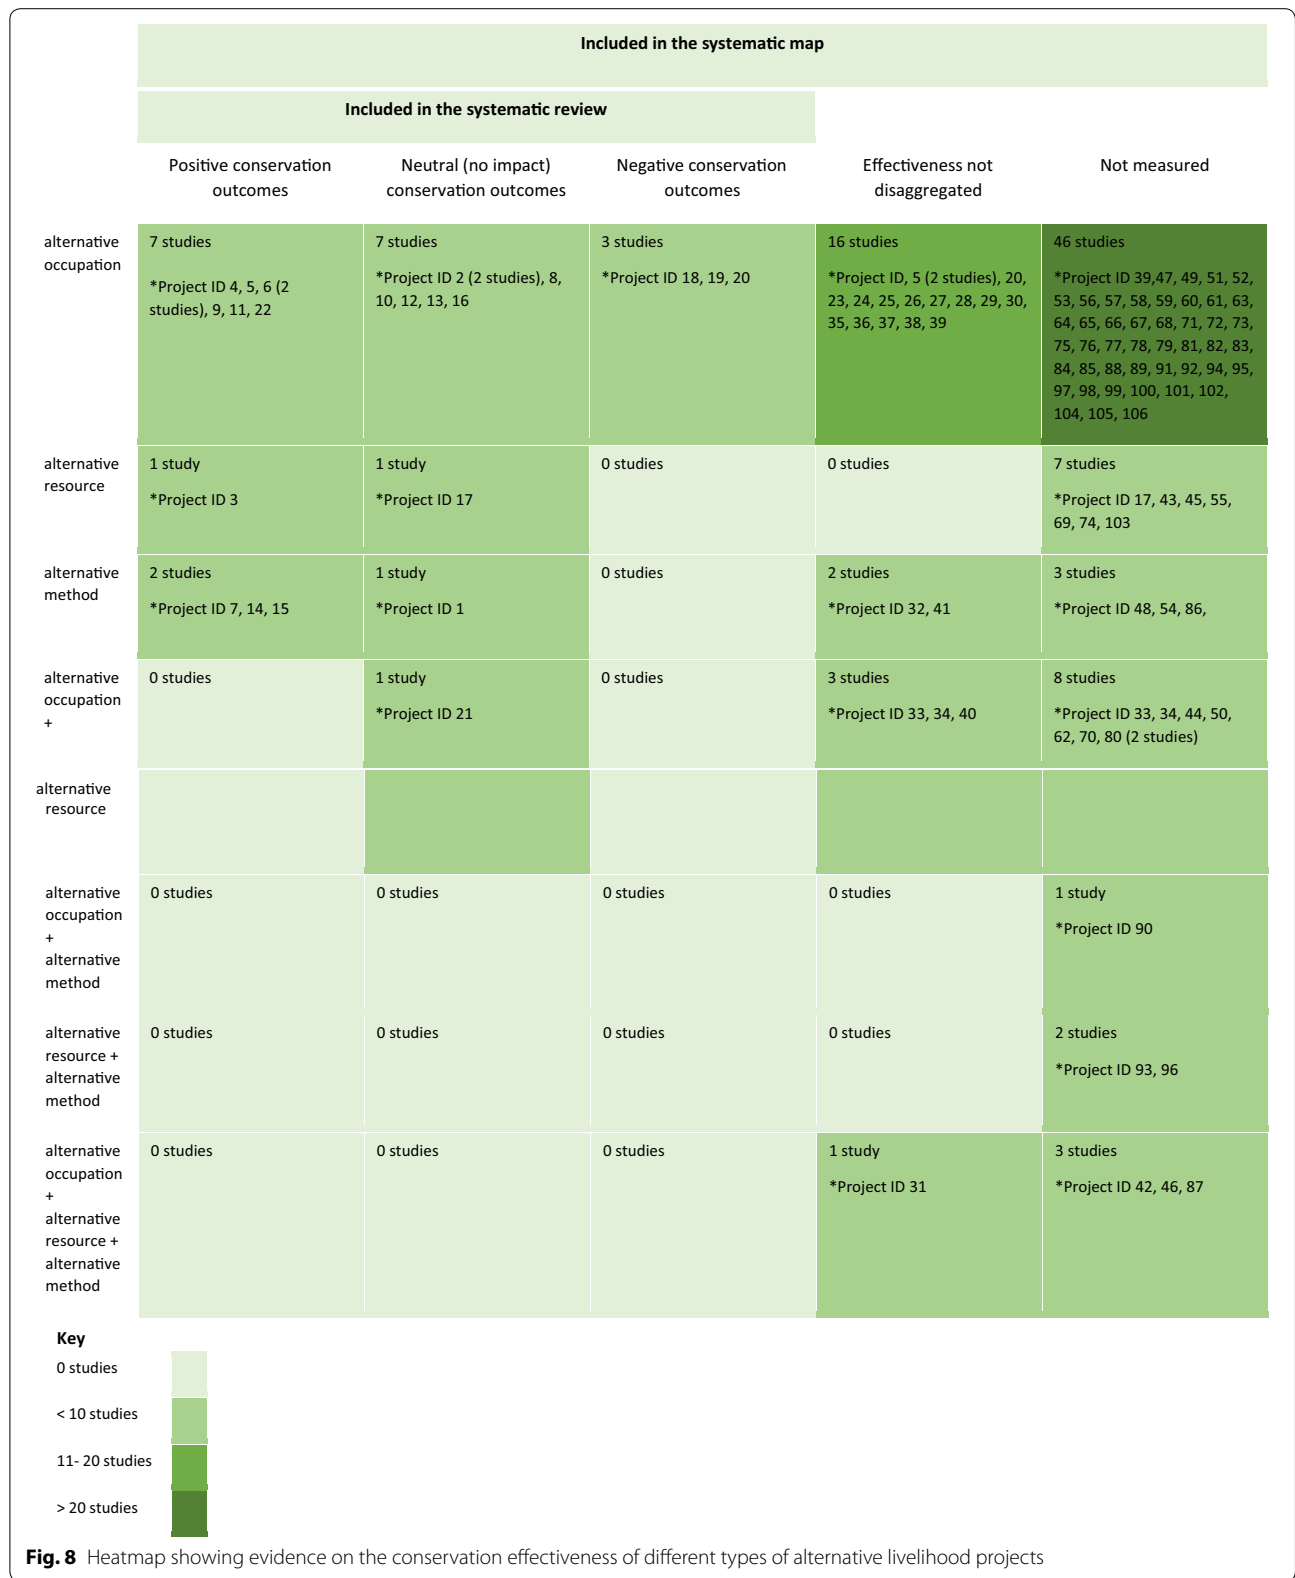 Included in the systematic map
Included in the systematic review
Positive conservation
outcomes
Neutral (no impact)
conservation outcomes
Negative conservation
outcomes
Effectiveness not
disaggregated
Not measured
alternative
occupation
7 studies
*Project ID 4, 5, 6 (2
studies), 9, 11, 22
7 studies
*Project ID 2 (2 studies), 8,
10, 12, 13, 16
3 studies
*Project ID 18, 19, 20
16 studies
*Project ID, 5 (2 studies), 20,
23, 24, 25, 26, 27, 28, 29, 30,
35, 36, 37, 38, 39
46 studies
*Project ID 39,47, 49, 51, 52,
53, 56, 57, 58, 59, 60, 61, 63,
64, 65, 66, 67, 68, 71, 72, 73,
75, 76, 77, 78, 79, 81, 82, 83,
84, 85, 88, 89, 91, 92, 94, 95,
97, 98, 99, 100, 101, 102,
104, 105, 106
alternative
resource
1 study
*Project ID 3
1 study
*Project ID 17
0 studies
0 studies
7 studies
*Project ID 17, 43, 45, 55,
69, 74, 103
alternative
method
2 studies
*Project ID 7, 14, 15
1 study
*Project ID 1
0 studies
2 studies
*Project ID 32, 41
3 studies
*Project ID 48, 54, 86,
alternative
occupation
+
0 studies
1 study
*Project ID 21
0 studies
3 studies
*Project ID 33, 34, 40
8 studies
*Project ID 33, 34, 44, 50,
62, 70, 80 (2 studies)
alternative
resource
alternative
occupation
+
alternative
method
0 studies
0 studies
0 studies
0 studies
1 study
*Project ID 90
alternative
resource +
alternative
method
0 studies
0 studies
0 studies
0 studies
2 studies
*Project ID 93, 96
alternative
occupation
+
alternative
resource +
alternative
method
0 studies
0 studies
0 studies
1 study
*Project ID 31
3 studies
*Project ID 42, 46, 87
Key
0 studies
< 10 studies
11- 20 studies
> 20 studies
Fig. 8 Heatmap showing evidence on the conservation effectiveness of different types of alternative livelihood projects